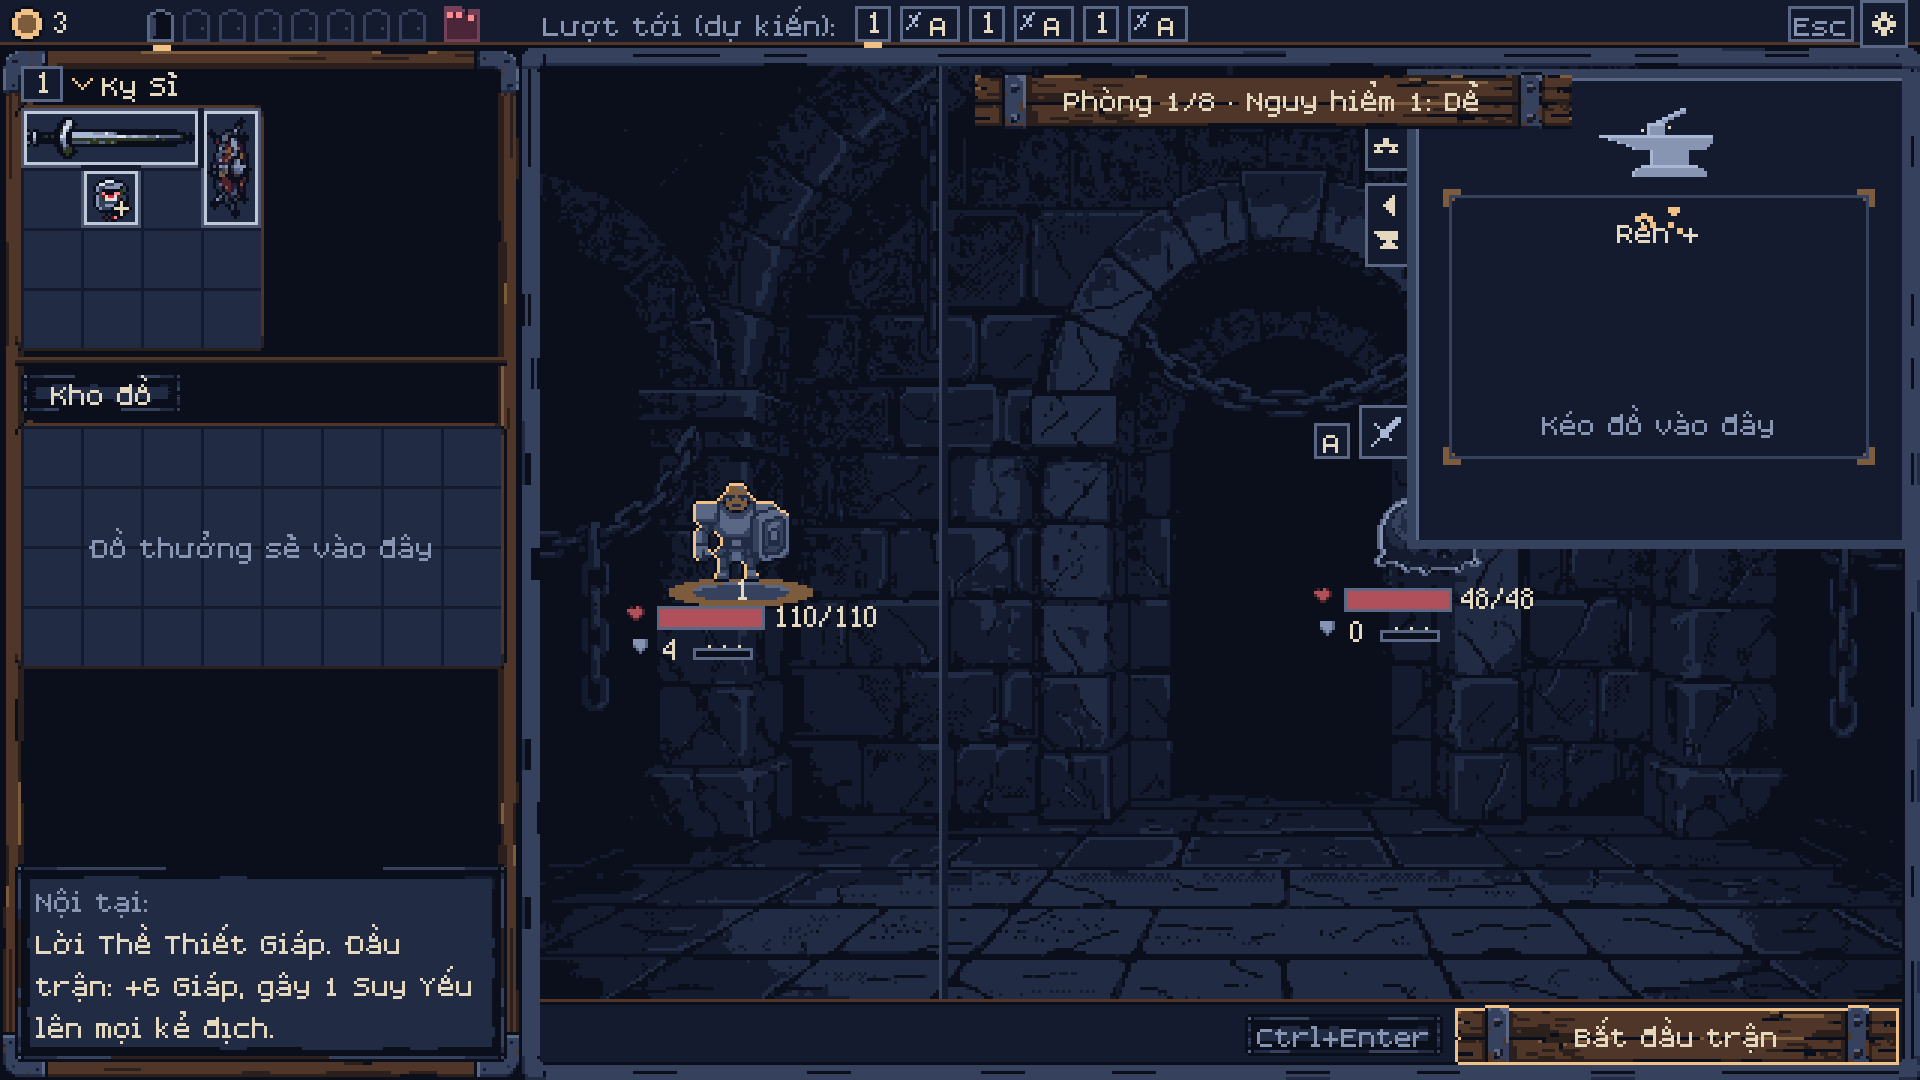 3
Lượt tới (dự kiến): 1 A 1 A 1 A
Esc
1 Kỵ Sĩ
Phòng 1/8 · Nguy hiểm 1: Dễ
Rèn +
Kéo đồ vào đây
Kho đồ
Đồ thưởng sẽ vào đây
A
1
110/110
4
48/48
0
Nội tại:
Lời Thề Thiết Giáp. Đầu
trận: +6 Giáp, gây 1 Suy Yếu
lên mọi kẻ địch.
Ctrl+Enter
Bắt đầu trận